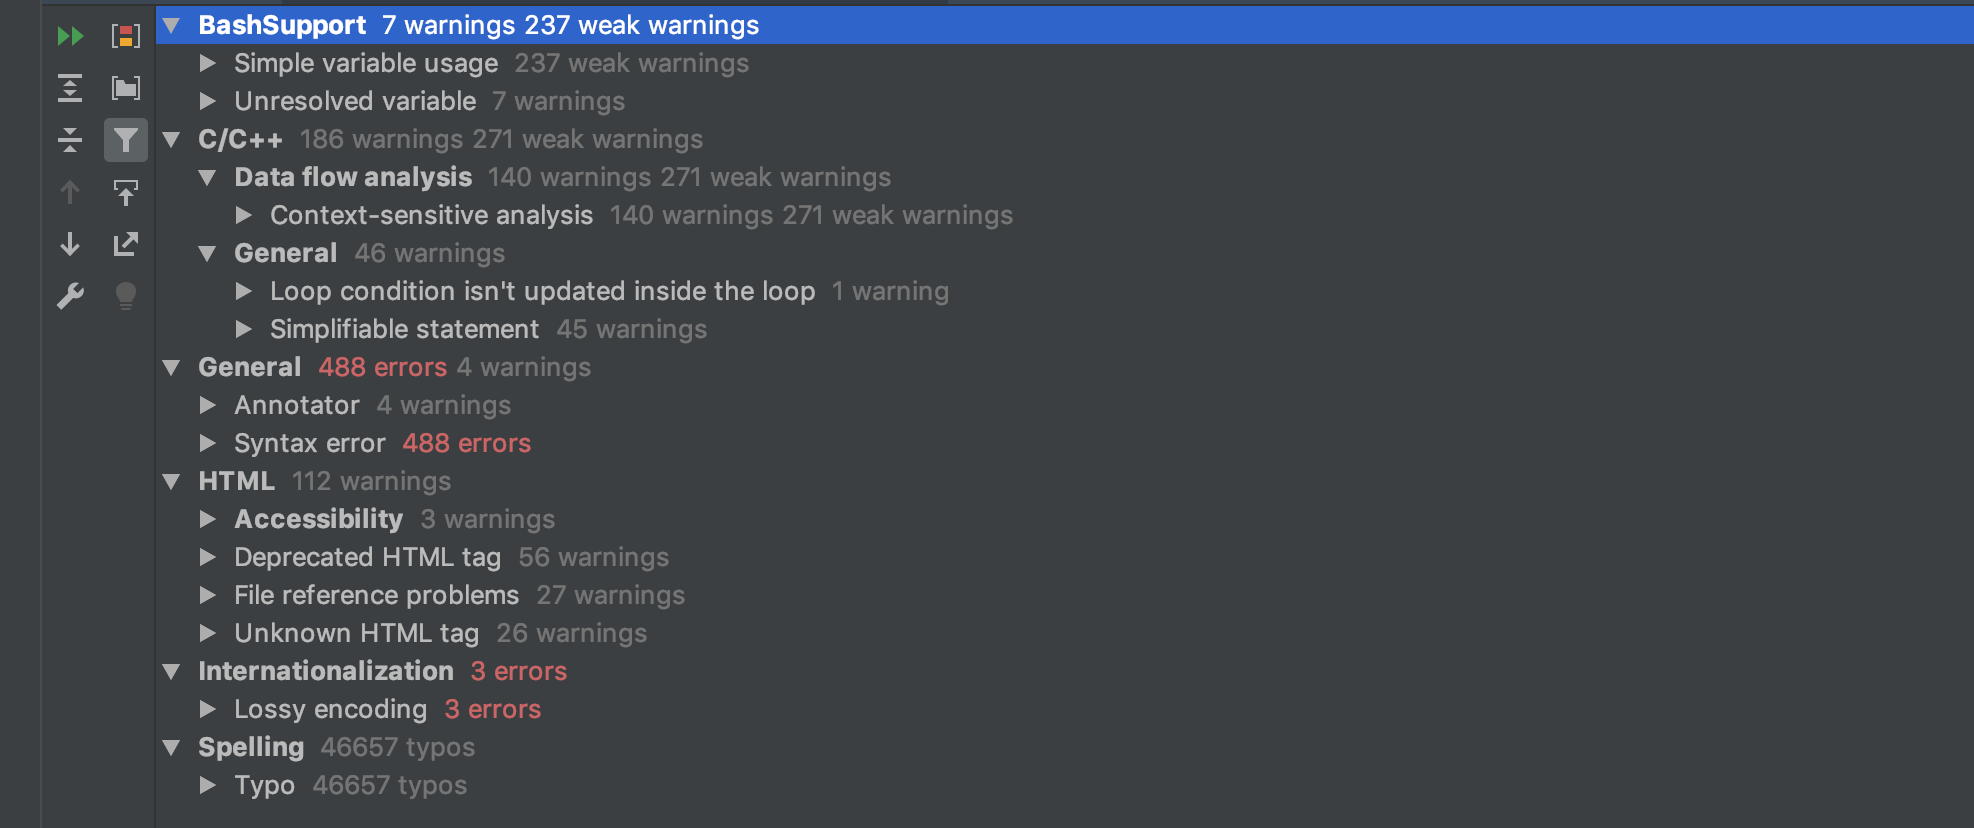 BashSupport 7 warnings 237 weak warnings
Simple variable usage 237 weak warnings
Unresolved variable 7 warnings
C/C++ 186 warnings 271 weak warnings
Data flow analysis 140 warnings 271 weak warnings
Context-sensitive analysis 140 warnings 271 weak warnings
General 46 warnings
Loop condition isn't updated inside the loop 1 warning
Simplifiable statement 45 warnings
General 488 errors 4 warnings
Annotator 4 warnings
Syntax error 488 errors
HTML 112 warnings
Accessibility 3 warnings
Deprecated HTML tag 56 warnings
File reference problems 27 warnings
Unknown HTML tag 26 warnings
Internationalization 3 errors
Lossy encoding 3 errors
Spelling 46657 typos
Typo 46657 typos